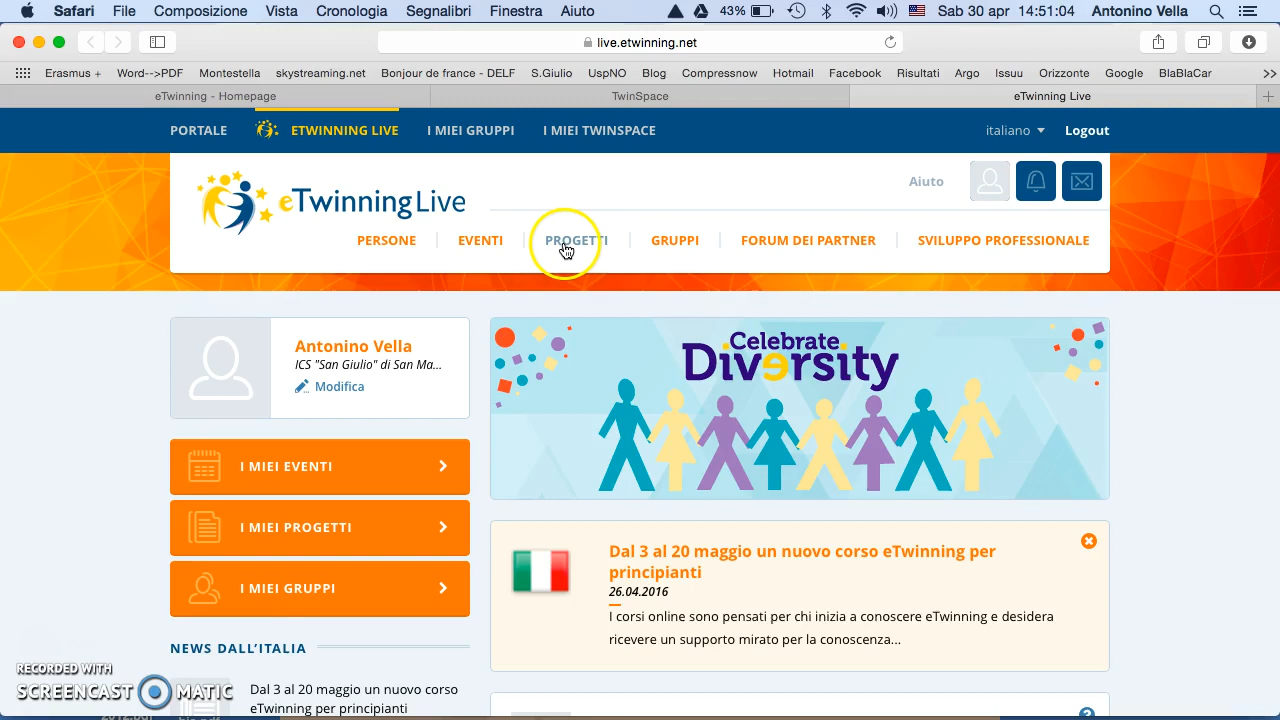 Safari File Composizione Vista Cronologia Segnalibri Finestra Aiuto 43% Sab 30 apr 14:51:04 Antonino Vella
live.etwinning.net
Erasmus + Word-->PDF Montestella skystreaming.net Bonjour de france - DELF S.Giulio UspNO Blog Compressnow Hotmail Facebook Risultati Argo Issuu Orizzonte Google BlaBlaCar
eTwinning - Homepage TwinSpace eTwinning Live
PORTALE ETWINNING LIVE I MIEI GRUPPI I MIEI TWINSPACE italiano Logout
Aiuto
eTwinning Live
PERSONE EVENTI PROGETTI GRUPPI FORUM DEI PARTNER SVILUPPO PROFESSIONALE
Antonino Vella
ICS "San Giulio" di San Ma...
Modifica
Celebrate
Diversity
I MIEI EVENTI
I MIEI PROGETTI
I MIEI GRUPPI
Dal 3 al 20 maggio un nuovo corso eTwinning per
principianti
26.04.2016
I corsi online sono pensati per chi inizia a conoscere eTwinning e desidera
ricevere un supporto mirato per la conoscenza...
NEWS DALL'ITALIA
Dal 3 al 20 maggio un nuovo corso
eTwinning per principianti
RECORDED WITH
SCREENCAST MATIC